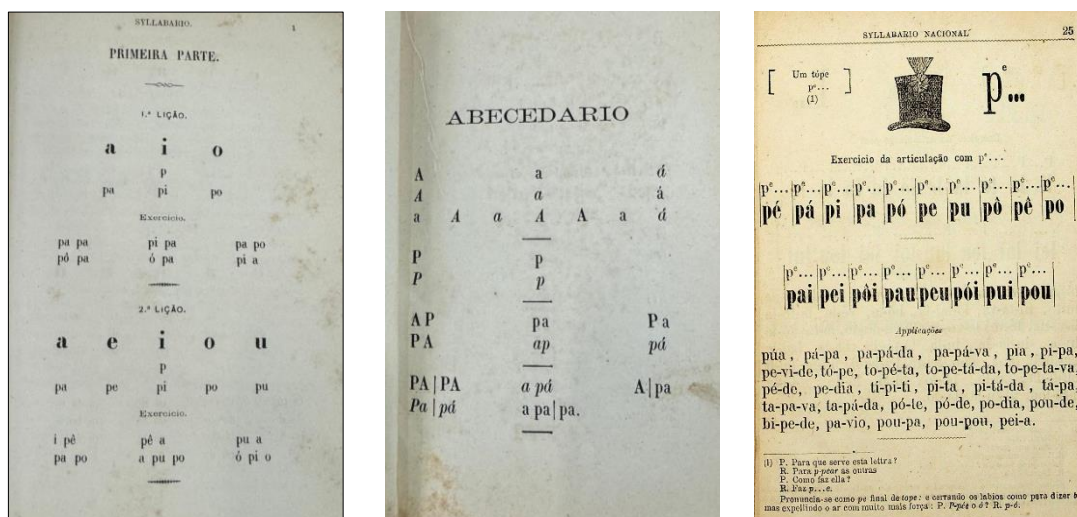 SYLLABARIO.
PRIMEIRA PARTE.
1.ª LIÇÃO.
a i o
p
pa pi po
Exercicio.
pa pa pi pa pa po
pó pa ó pa pi a
2.ª LIÇÃO.
a e i o u
p
pa pe pi po pu
Exercicio.
i pê pê a pu a
pa po a pu po ó pi o
ABECEDARIO
A a á
A a á
a A a A A a á
P p
P p
A P pa P a
P A ap pá
PA|PA a pá A|pa
Pa|pá a pa|pa.
SYLLABARIO NACIONAL 25
[ Um tópe pᵉ... (1) ] pᵉ...
Exercicio da articulação com pᵉ...
|pᵉ...|pᵉ...|pᵉ...|pᵉ...|pᵉ...|pᵉ...|pᵉ...|pᵉ...|pᵉ...|pᵉ...|
|pé|pá|pi|pa|pó|pe|pu|pô|pê|po|
|pᵉ...|pᵉ...|pᵉ...|pᵉ...|pᵉ...|pᵉ...|pᵉ...|pᵉ...|
|pai|pei|pôi|pau|peu|pói|pui|pou|
Applicações
púa, pá-pa, pa-pá-da, pa-pá-va, pia, pi-pa,
pe-vi-de, tó-pe, to-pé-ta, to-pe-tá-da, to-pe-ta-va,
pé-de, pe-dia, ti-pi-ti, pi-ta, pi-tá-da, tá-pa,
ta-pa-va, ta-pá-da, pó-te, pó-de, po-dia, pou-de,
bi-pe-de, pa-vio, pou-pa, pou-pou, pei-a.
(1) P. Para que serve esta lettra?
R. Para p-pear as outras
P. Como faz ella?
R. Faz p...e.
Pronuncia-se como pe final de tope: e cerrando os labios como para dizer b
mas expellindo o ar com muito mais força: P. P-pée o ó? R. p-ó.